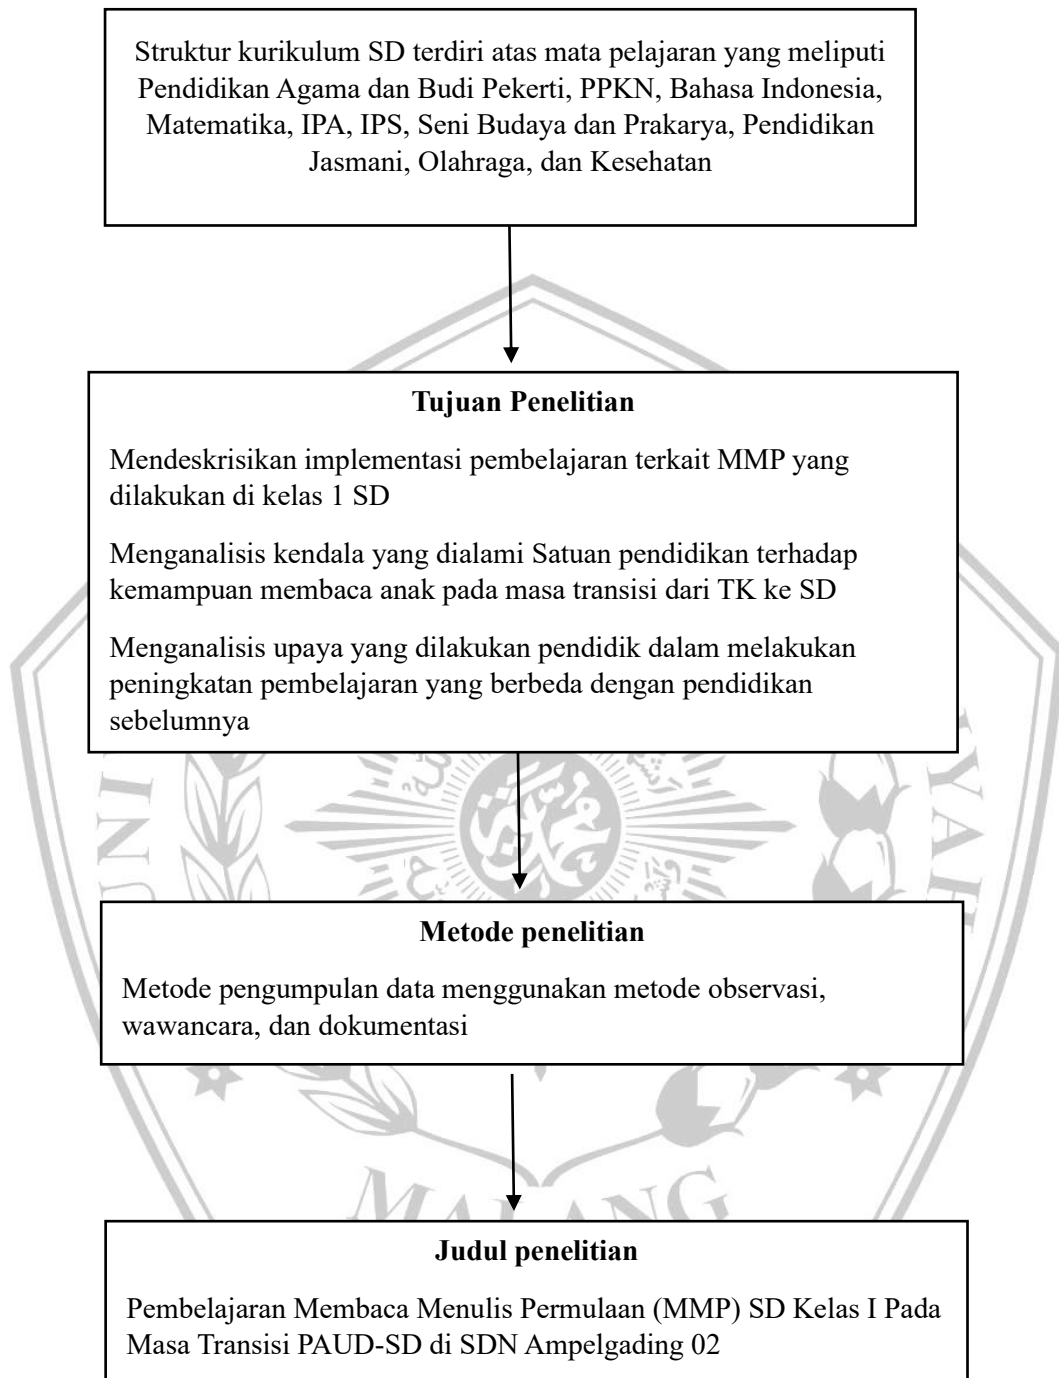 Struktur kurikulum SD terdiri atas mata pelajaran yang meliputi
Pendidikan Agama dan Budi Pekerti, PPKN, Bahasa Indonesia,
Matematika, IPA, IPS, Seni Budaya dan Prakarya, Pendidikan
Jasmani, Olahraga, dan Kesehatan
Tujuan Penelitian
Mendeskrisikan implementasi pembelajaran terkait MMP yang
dilakukan di kelas 1 SD
Menganalisis kendala yang dialami Satuan pendidikan terhadap
kemampuan membaca anak pada masa transisi dari TK ke SD
Menganalisis upaya yang dilakukan pendidik dalam melakukan
peningkatan pembelajaran yang berbeda dengan pendidikan
sebelumnya
Metode penelitian
Metode pengumpulan data menggunakan metode observasi,
wawancara, dan dokumentasi
MALANG
Judul penelitian
Pembelajaran Membaca Menulis Permulaan (MMP) SD Kelas I Pada
Masa Transisi PAUD-SD di SDN Ampelgading 02